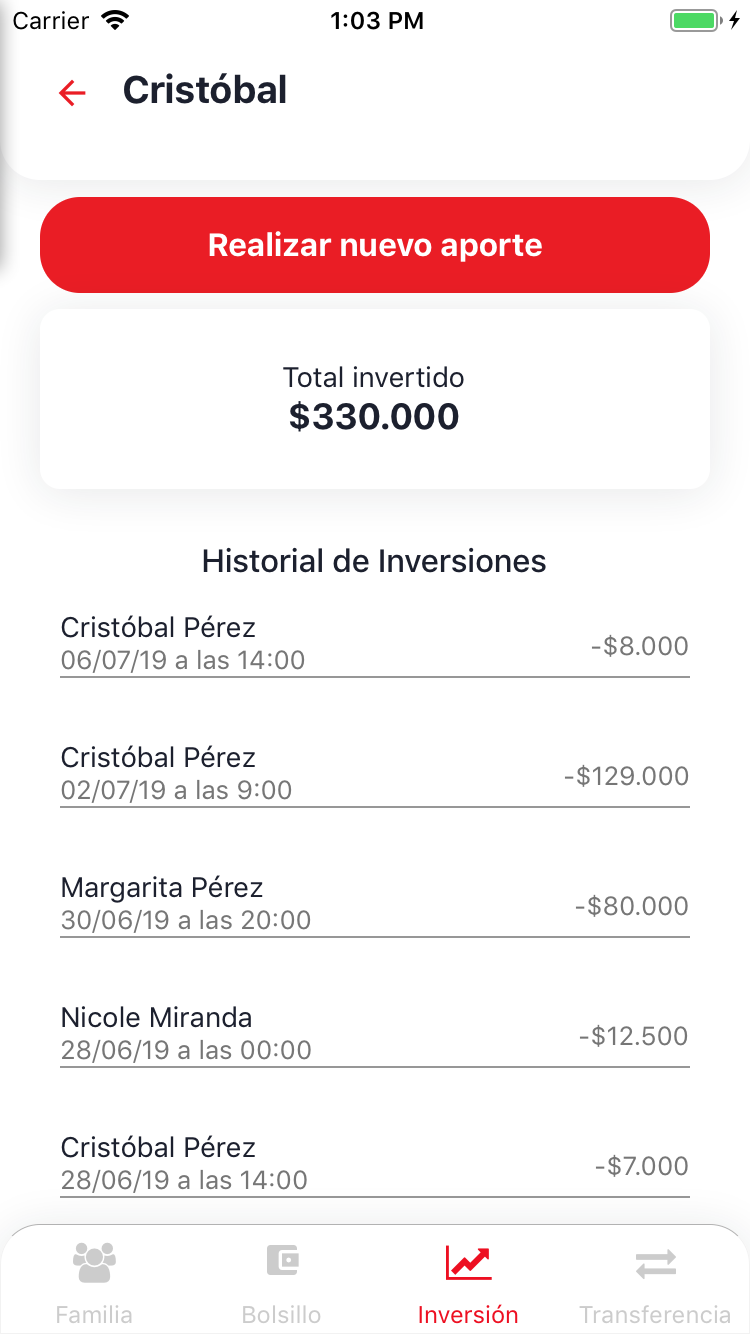 Carrier 1:03 PM
Cristóbal
Realizar nuevo aporte
Total invertido
$330.000
Historial de Inversiones
Cristóbal Pérez
06/07/19 a las 14:00
-$8.000
Cristóbal Pérez
02/07/19 a las 9:00
-$129.000
Margarita Pérez
30/06/19 a las 20:00
-$80.000
Nicole Miranda
28/06/19 a las 00:00
-$12.500
Cristóbal Pérez
28/06/19 a las 14:00
-$7.000
Familia Bolsillo Inversión Transferencia